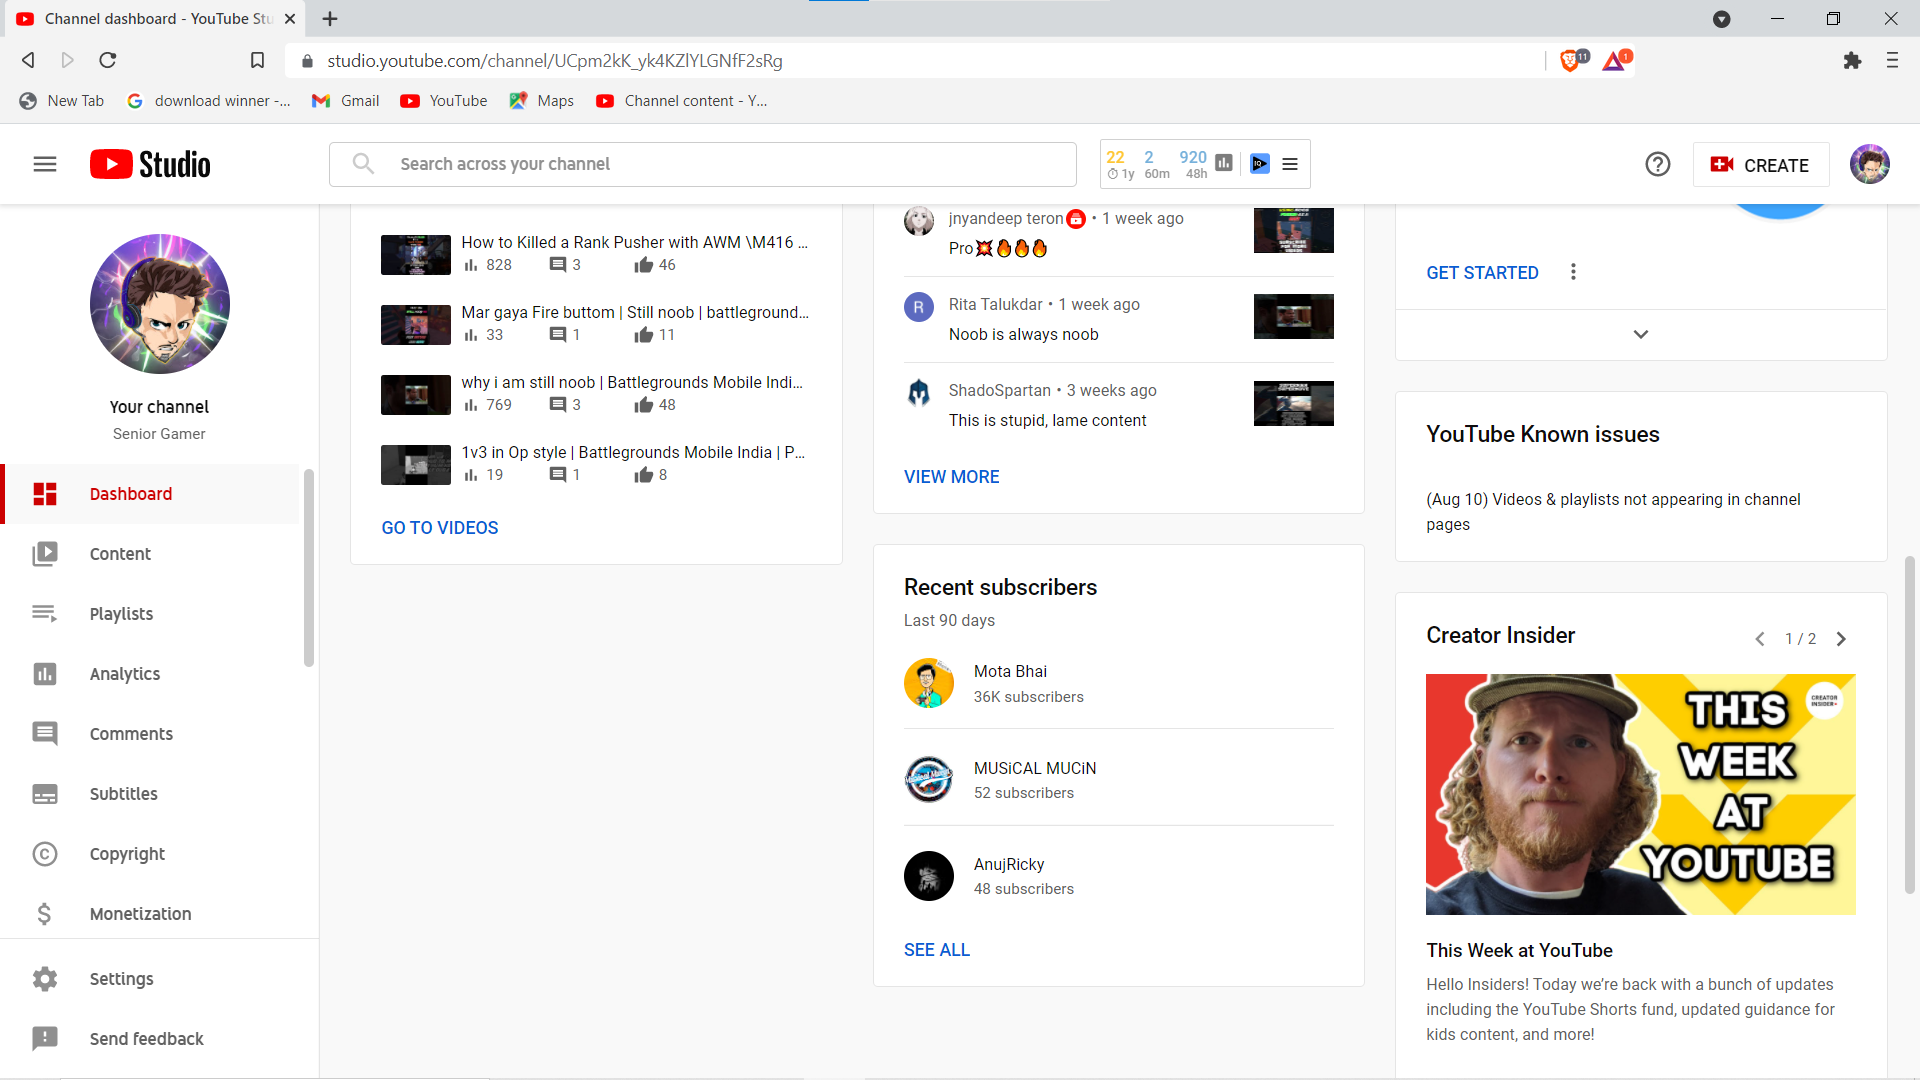 Channel dashboard - YouTube Stu
studio.youtube.com/channel/UCpm2kK_yk4KZlYLGNfF2sRg
11
1
New Tab
download winner -...
Gmail
YouTube
Maps
Channel content - Y...
Studio
Search across your channel
22 2 920
1y 60m 48h
CREATE
Your channel
Senior Gamer
Dashboard
Content
Playlists
Analytics
Comments
Subtitles
Copyright
Monetization
Settings
Send feedback
How to Killed a Rank Pusher with AWM \M416 ...
828 3 46
Mar gaya Fire buttom | Still noob | battleground...
33 1 11
why i am still noob | Battlegrounds Mobile Indi...
769 3 48
1v3 in Op style | Battlegrounds Mobile India | P...
19 1 8
GO TO VIDEOS
jnyandeep teron • 1 week ago
Pro💥🔥🔥🔥
R
Rita Talukdar • 1 week ago
Noob is always noob
ShadoSpartan • 3 weeks ago
This is stupid, lame content
VIEW MORE
Recent subscribers
Last 90 days
Mota Bhai
36K subscribers
MUSiCAL MUCiN
52 subscribers
AnujRicky
48 subscribers
SEE ALL
GET STARTED
YouTube Known issues
(Aug 10) Videos & playlists not appearing in channel
pages
Creator Insider
1 / 2
CREATOR
INSIDER+
THIS
WEEK
AT
YOUTUBE
This Week at YouTube
Hello Insiders! Today we’re back with a bunch of updates
including the YouTube Shorts fund, updated guidance for
kids content, and more!